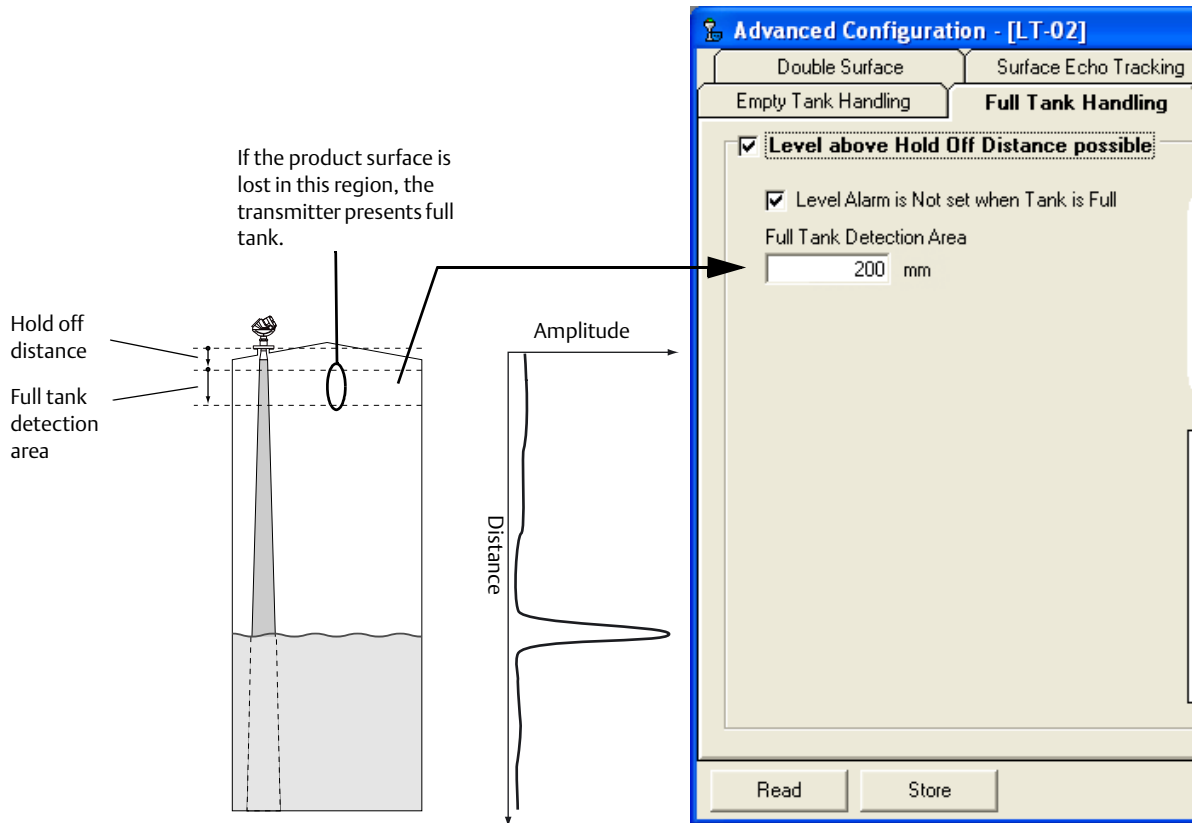 If the product surface is
lost in this region, the
transmitter presents full
tank.
Hold off
distance
Full tank
detection
area
Amplitude
Distance
Advanced Configuration - [LT-02]
Double Surface
Surface Echo Tracking
Empty Tank Handling
Full Tank Handling
Level above Hold Off Distance possible
Level Alarm is Not set when Tank is Full
Full Tank Detection Area
200 mm
Read
Store